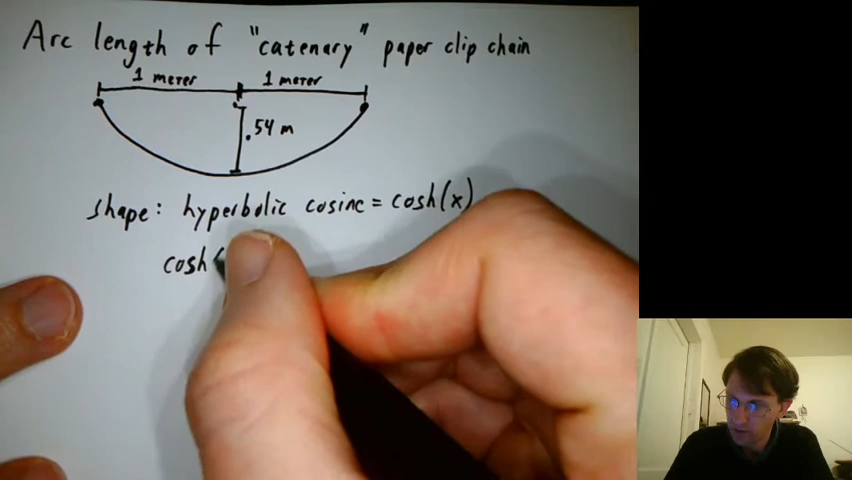 Arc length of "catenary" paper clip chain
1 meter 1 meter
.54 m
shape: hyperbolic cosine = cosh(x)
cosh(